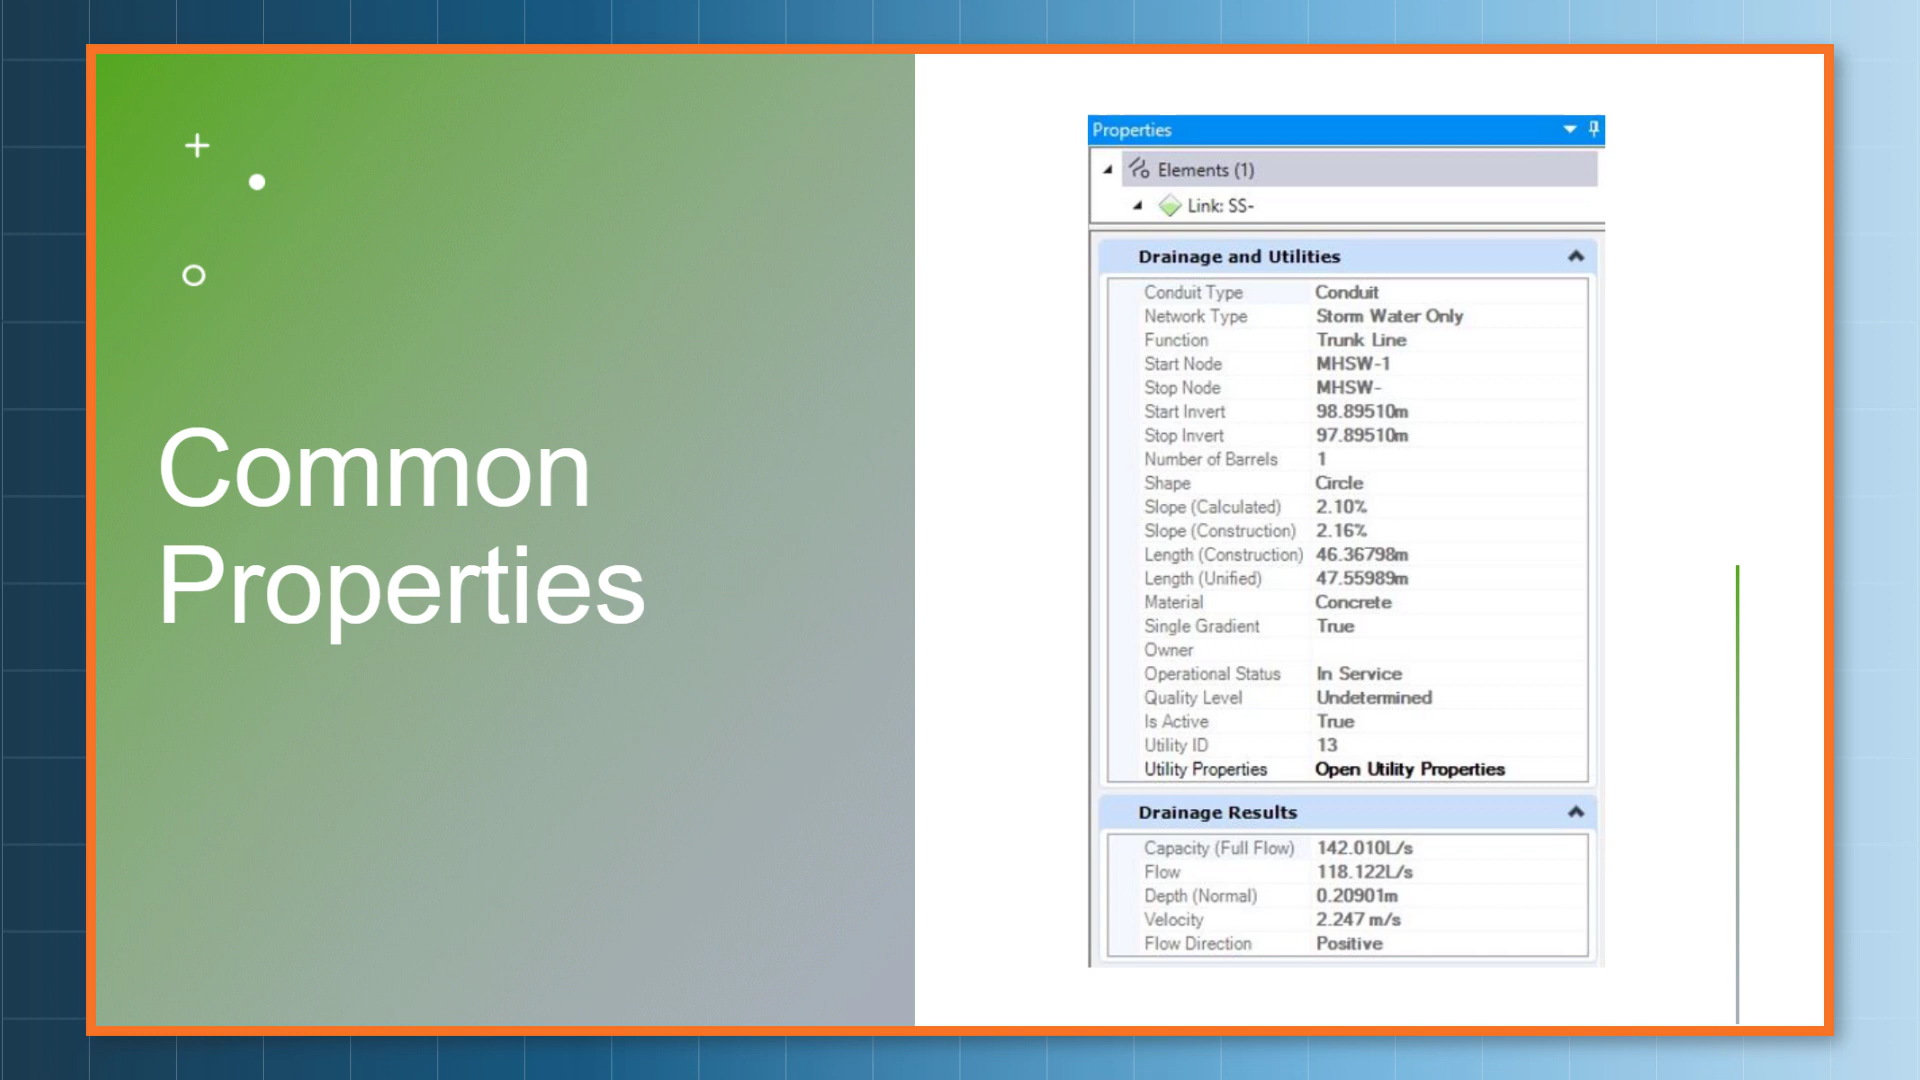 Common
Properties
Properties
Elements (1)
Link: SS-
Drainage and Utilities
Conduit Type Conduit
Network Type Storm Water Only
Function Trunk Line
Start Node MHSW-1
Stop Node MHSW-
Start Invert 98.89510m
Stop Invert 97.89510m
Number of Barrels 1
Shape Circle
Slope (Calculated) 2.10%
Slope (Construction) 2.16%
Length (Construction) 46.36798m
Length (Unified) 47.55989m
Material Concrete
Single Gradient True
Owner
Operational Status In Service
Quality Level Undetermined
Is Active True
Utility ID 13
Utility Properties Open Utility Properties
Drainage Results
Capacity (Full Flow) 142.010L/s
Flow 118.122L/s
Depth (Normal) 0.20901m
Velocity 2.247 m/s
Flow Direction Positive